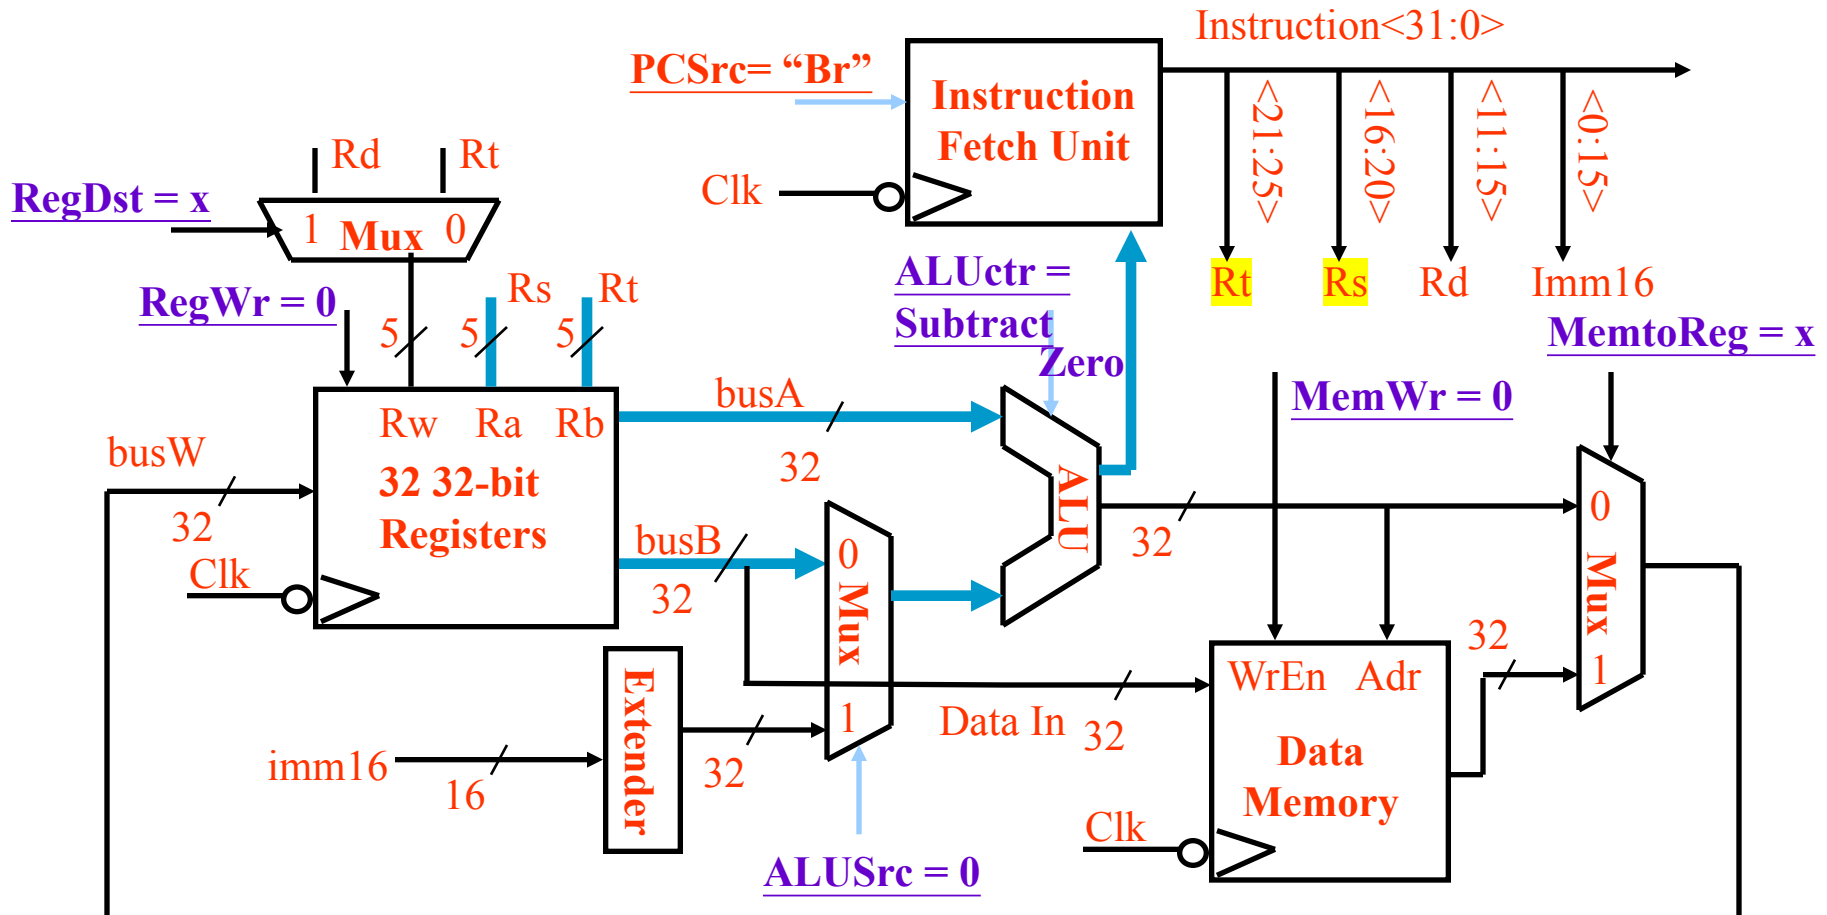 Instruction<31:0>
PCSrc= “Br”
Instruction
Fetch Unit
Clk
<21:25>
<16:20>
<11:15>
<0:15>
Rt
Rs
Rd
Imm16
Rd
Rt
RegDst = x
1
Mux
0
RegWr = 0
5
5
Rs
5
Rt
ALUctr =
Subtract
Zero
MemtoReg = x
MemWr = 0
busA
32
Rw
Ra
Rb
32 32-bit
Registers
busW
32
Clk
busB
32
0
Mux
1
ALU
32
0
Mux
1
32
WrEn
Adr
Data
Memory
Clk
Data In
32
Extender
imm16
16
32
ALUSrc = 0